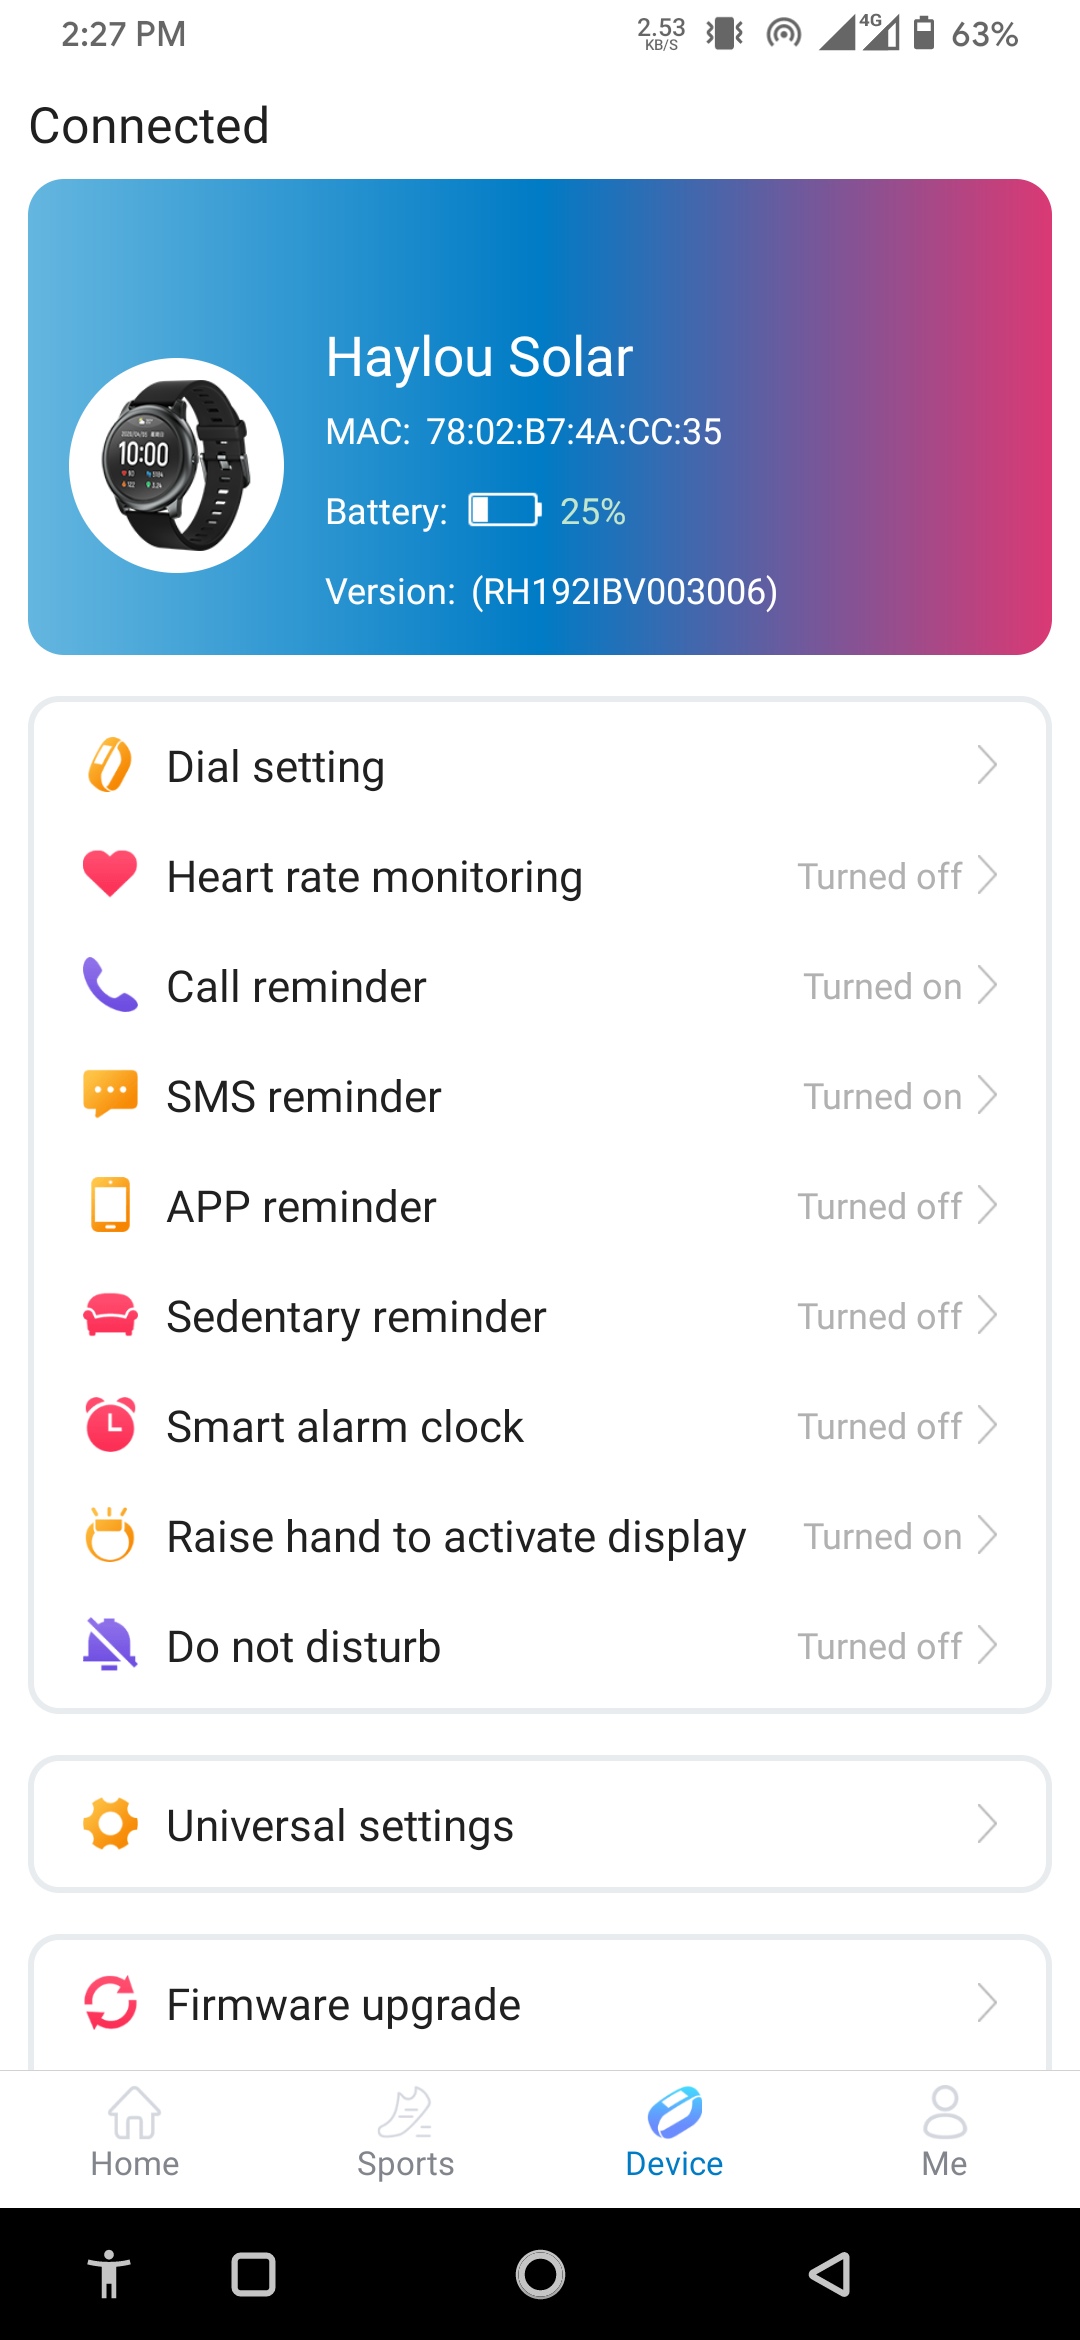 2:27 PM
2.53
KB/S
4G
63%
Connected
Haylou Solar
MAC: 78:02:B7:4A:CC:35
Battery: 25%
Version: (RH192IBV003006)
10:00
Dial setting
Heart rate monitoring Turned off
Call reminder Turned on
SMS reminder Turned on
APP reminder Turned off
Sedentary reminder Turned off
Smart alarm clock Turned off
Raise hand to activate display Turned on
Do not disturb Turned off
Universal settings
Firmware upgrade
Home Sports Device Me